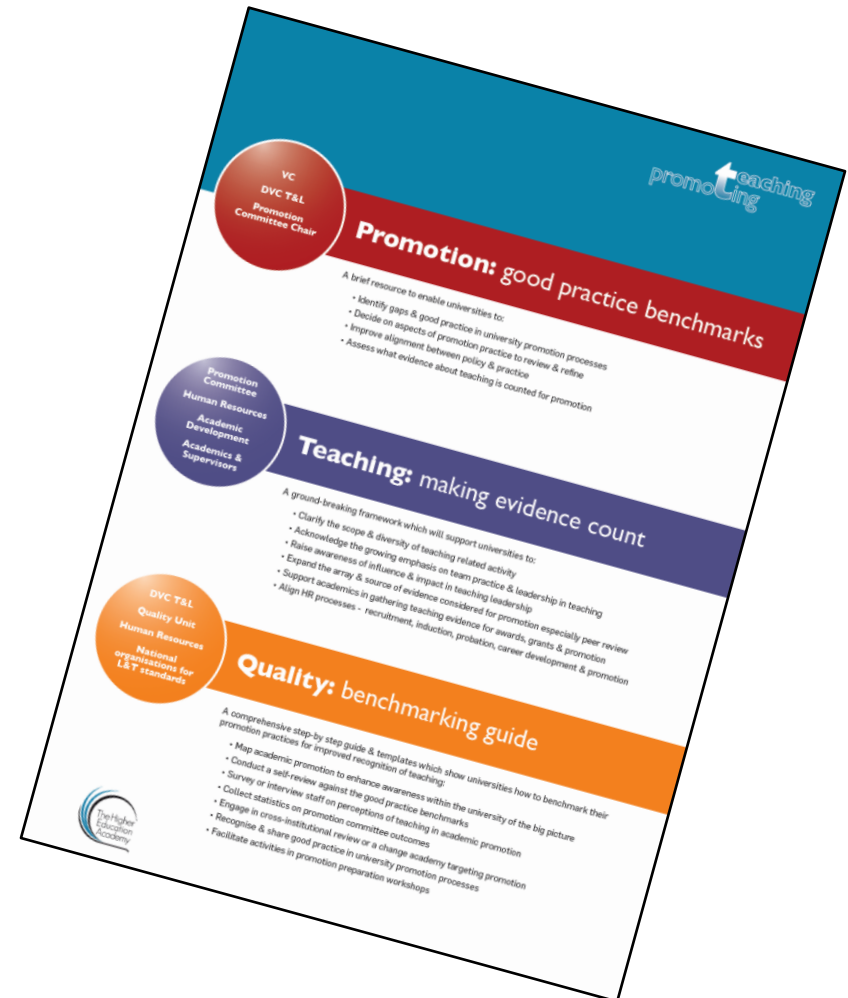 promoting teaching
VC
DVC T&L
Promotion
Committee Chair
Promotion: good practice benchmarks
A brief resource to enable universities to:
• Identify gaps & good practice in university promotion processes
• Decide on aspects of promotion practice to review & refine
• Improve alignment between policy & practice
• Assess what evidence about teaching is counted for promotion
Promotion
Committee
Human Resources
Academic
Development
Academics &
Supervisors
Teaching: making evidence count
A ground-breaking framework which will support universities to:
• Clarify the scope & diversity of teaching related activity
• Acknowledge the growing emphasis on team practice & leadership in teaching
• Raise awareness of influence & impact in teaching leadership
• Expand the array & source of evidence considered for promotion especially peer review
• Support academics in gathering teaching evidence for awards, grants & promotion
• Align HR processes - recruitment, induction, probation, career development & promotion
DVC T&L
Quality Unit
Human Resources
National
organisations for
L&T standards
Quality: benchmarking guide
A comprehensive step-by step guide & templates which show universities how to benchmark their
promotion practices for improved recognition of teaching:
• Map academic promotion to enhance awareness within the university of the big picture
• Conduct a self-review against the good practice benchmarks
• Survey or interview staff on perceptions of teaching in academic promotion
• Collect statistics on promotion committee outcomes
• Engage in cross-institutional review or a change academy targeting promotion
• Recognise & share good practice in university promotion processes
• Facilitate activities in promotion preparation workshops
The Higher
Education
Academy